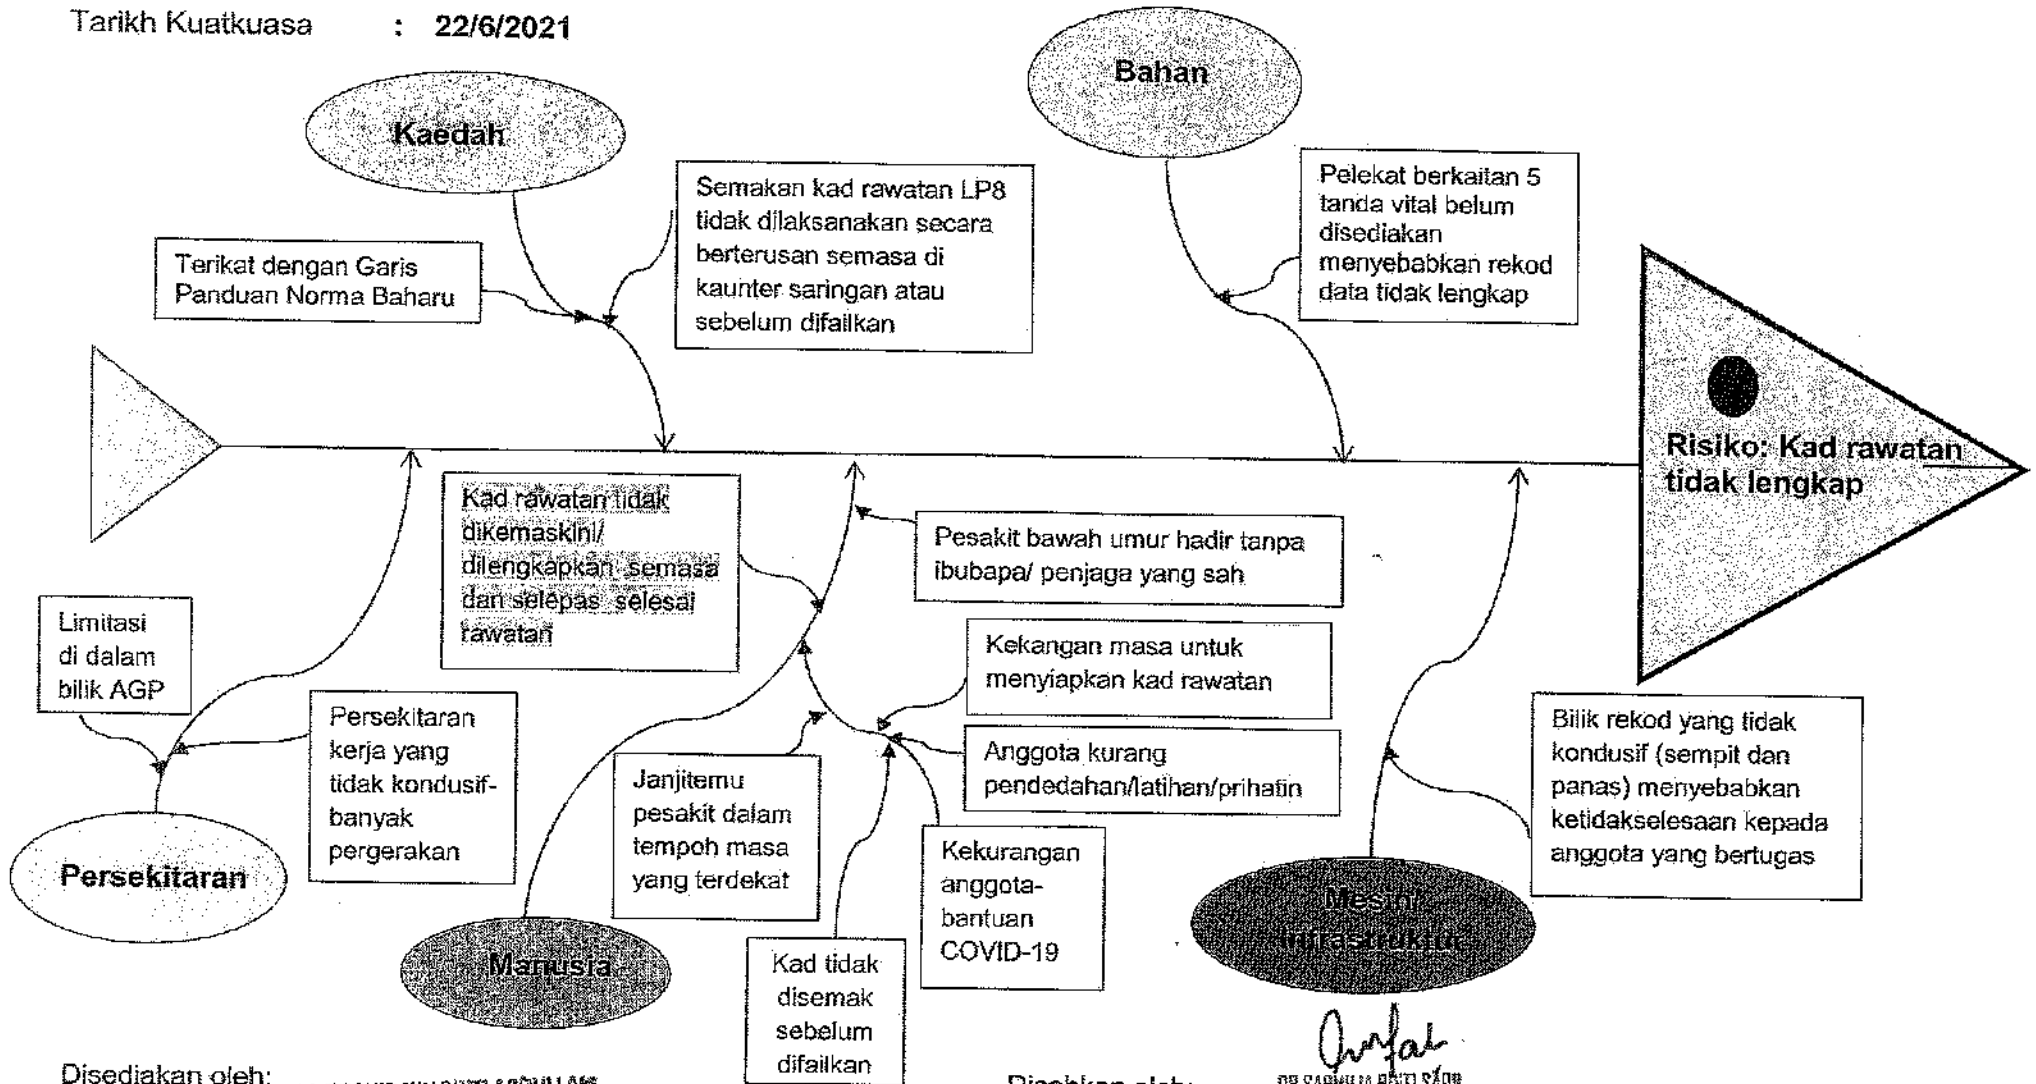 Tarikh Kuatkuasa : 22/6/2021
Kaedah
Bahan
Terikat dengan Garis
Panduan Norma Baharu
Semakan kad rawatan LP8
tidak dilaksanakan secara
berterusan semasa di
kaunter saringan atau
sebelum difailkan
Pelekat berkaitan 5
tanda vital belum
disediakan
menyebabkan rekod
data tidak lengkap
Risiko: Kad rawatan
tidak lengkap
Kad rawatan tidak
dikemaskini/
dilengkapkan semasa
dan selepas selesai
rawatan
Pesakit bawah umur hadir tanpa
ibubapa/ penjaga yang sah
Limitasi
di dalam
bilik AGP
Persekitaran
kerja yang
tidak kondusif-
banyak
pergerakan
Kekangan masa untuk
menyiapkan kad rawatan
Anggota kurang
pendedahan/latihan/prihatin
Janjitemu
pesakit dalam
tempoh masa
yang terdekat
Kekurangan
anggota-
bantuan
COVID-19
Kad tidak
disemak
sebelum
difailkan
Bilik rekod yang tidak
kondusif (sempit dan
panas) menyebabkan
ketidakselesaan kepada
anggota yang bertugas
Persekitaran
Manusia
Mesin/
Infrastruktur
Disediakan oleh:
Disahkan oleh: